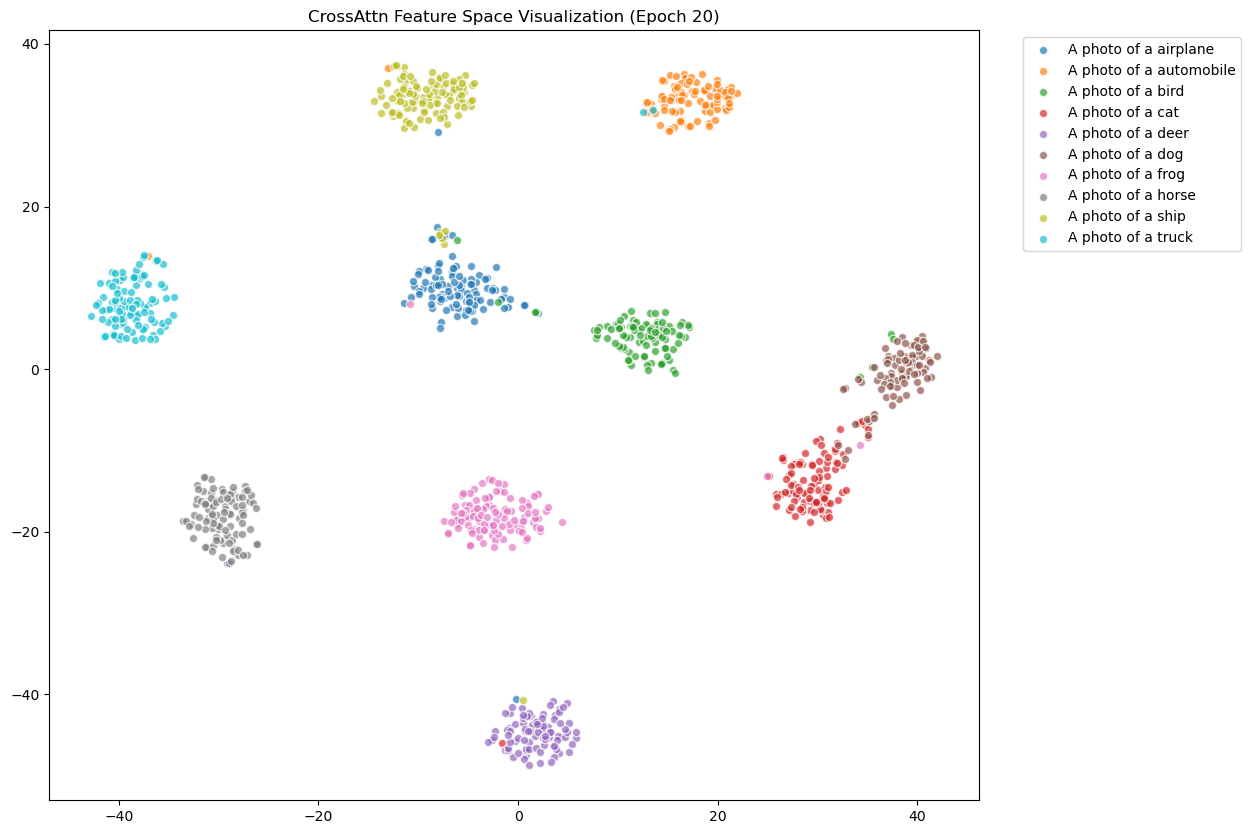 CrossAttn Feature Space Visualization (Epoch 20)
40
20
0
−20
−40
−40
−20
0
20
40
A photo of a airplane
A photo of a automobile
A photo of a bird
A photo of a cat
A photo of a deer
A photo of a dog
A photo of a frog
A photo of a horse
A photo of a ship
A photo of a truck